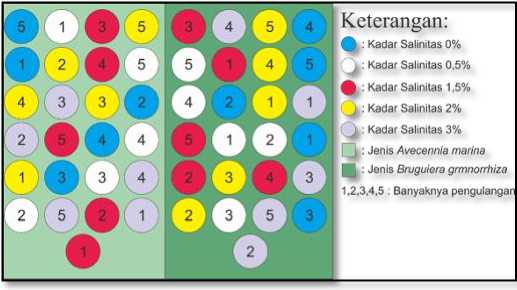 5 1 3 5 3 4 5 4
1 2 4 5 5 1 4 5
4 3 3 2 4 2 1 1
2 5 4 4 5 1 2 1
1 3 3 4 2 3 4 3
2 5 2 1 2 3 5 3
1 2
Keterangan:
: Kadar Salinitas 0%
: Kadar Salinitas 0,5%
: Kadar Salinitas 1,5%
: Kadar Salinitas 2%
: Kadar Salinitas 3%
: Jenis Avecennia marina
: Jenis Bruguiera grmnorrhiza
1,2,3,4,5 : Banyaknya pengulangan